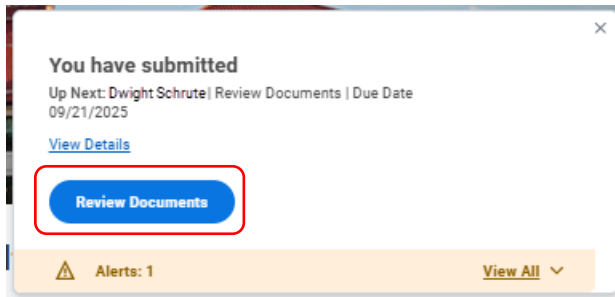 You have submitted
Up Next: Dwight Schrute| Review Documents | Due Date
09/21/2025
View Details
Review Documents
Alerts: 1
View All